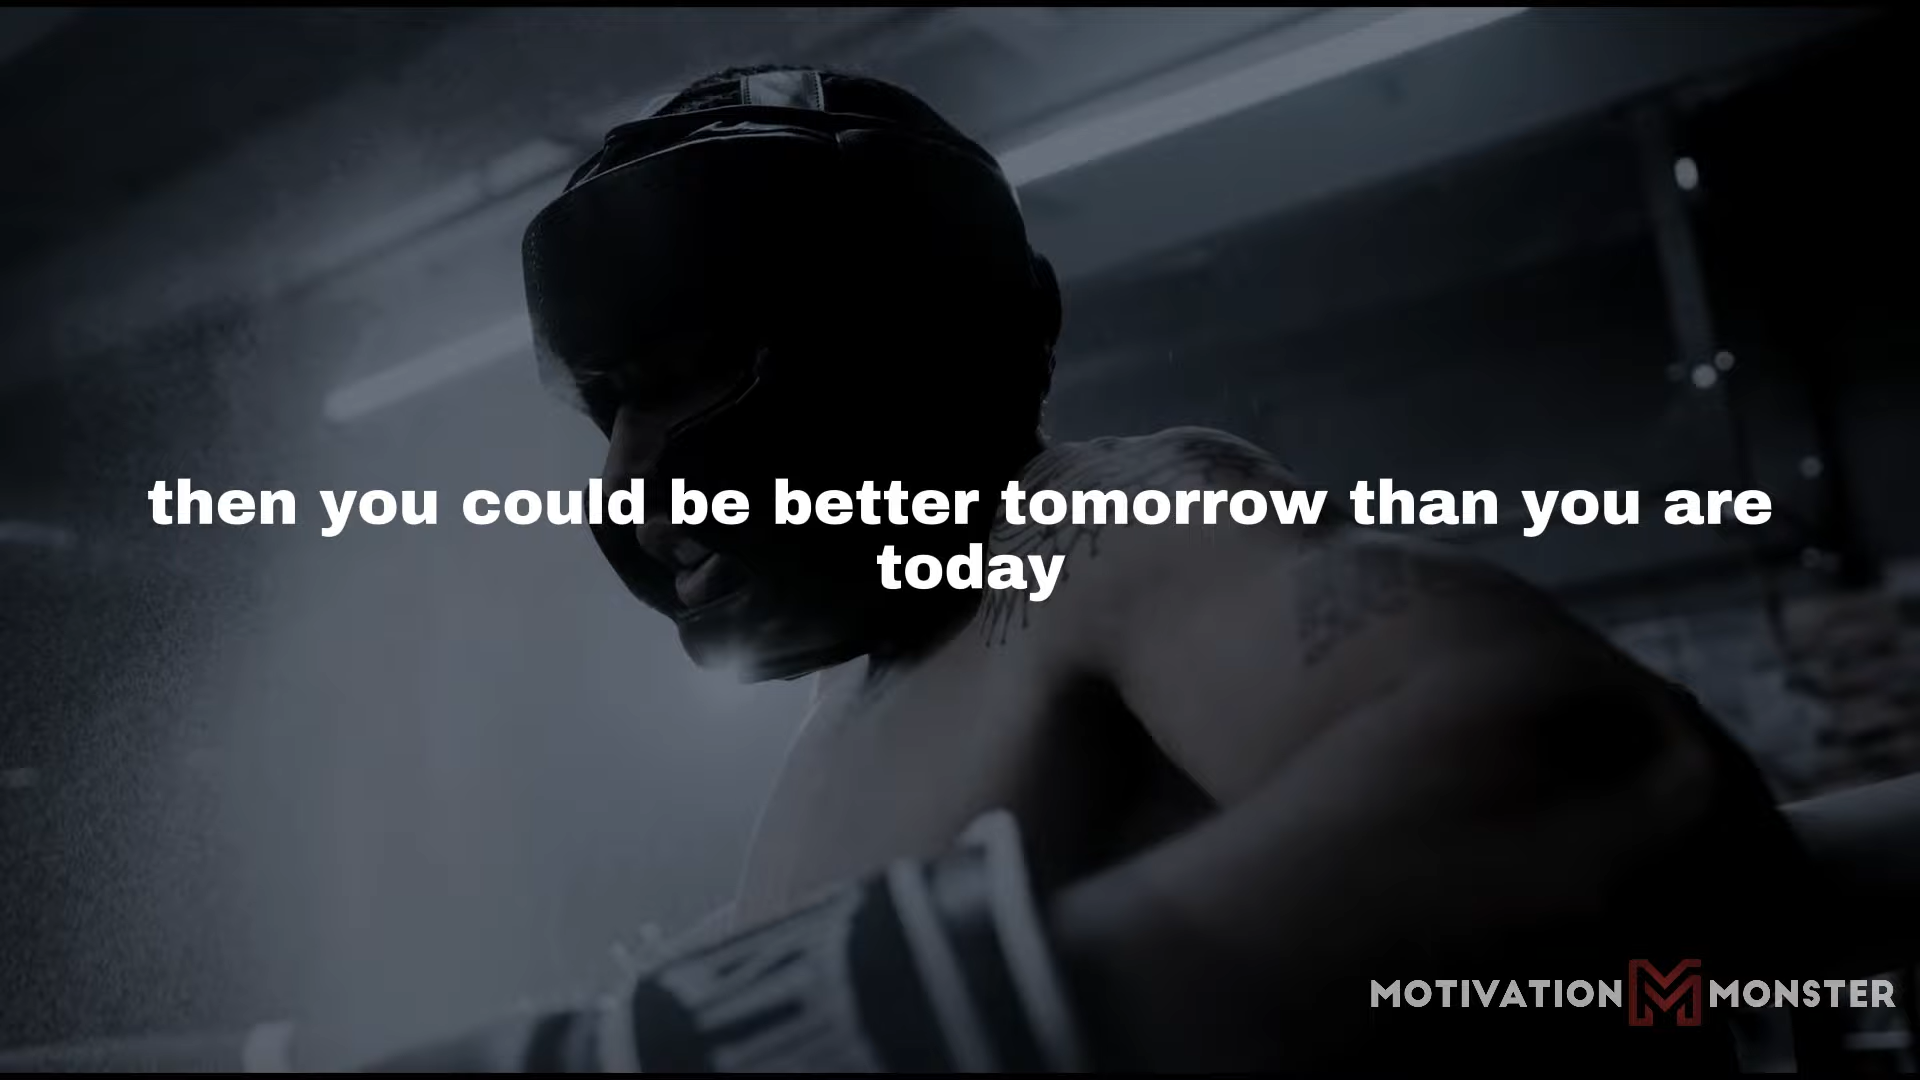 then you could be better tomorrow than you are
today
MOTIVATION M MONSTER